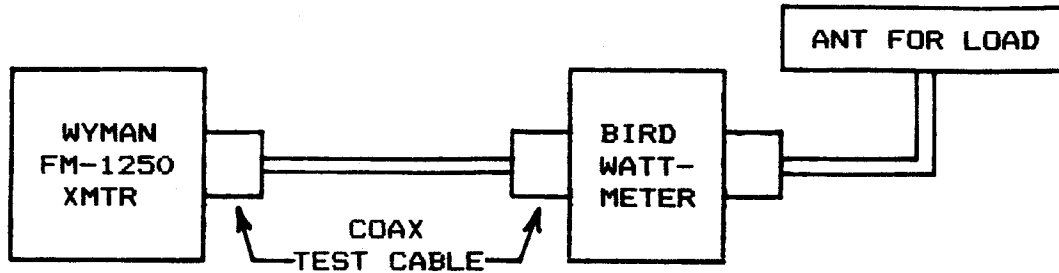 ANT FOR LOAD
WYMAN
FM-1250
XMTR
BIRD
WATT-
METER
COAX
TEST CABLE